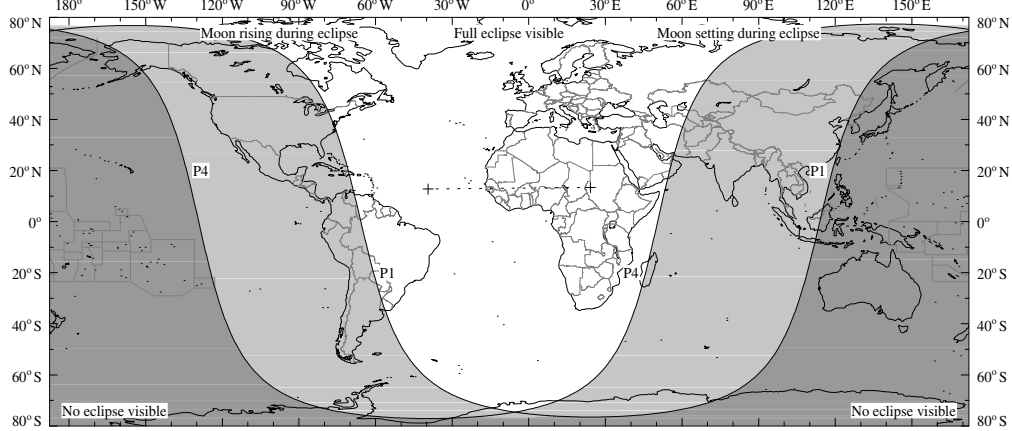 180° 150°W 120°W 90°W 60°W 30°W 0° 30°E 60°E 90°E 120°E 150°E
80°N Moon rising during eclipse Full eclipse visible Moon setting during eclipse 80°N
60°N 60°N
40°N 40°N
20°N P4 P1 20°N
0° 0°
20°S P1 P4 20°S
40°S 40°S
60°S 60°S
No eclipse visible No eclipse visible
80°S 80°S